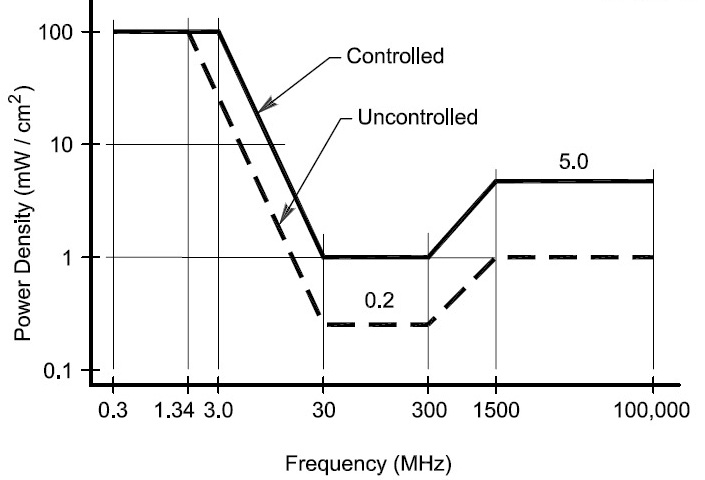 100
10
1
0.1
Power Density (mW / cm2)
Controlled
Uncontrolled
5.0
0.2
0.3 1.34 3.0 30 300 1500 100,000
Frequency (MHz)